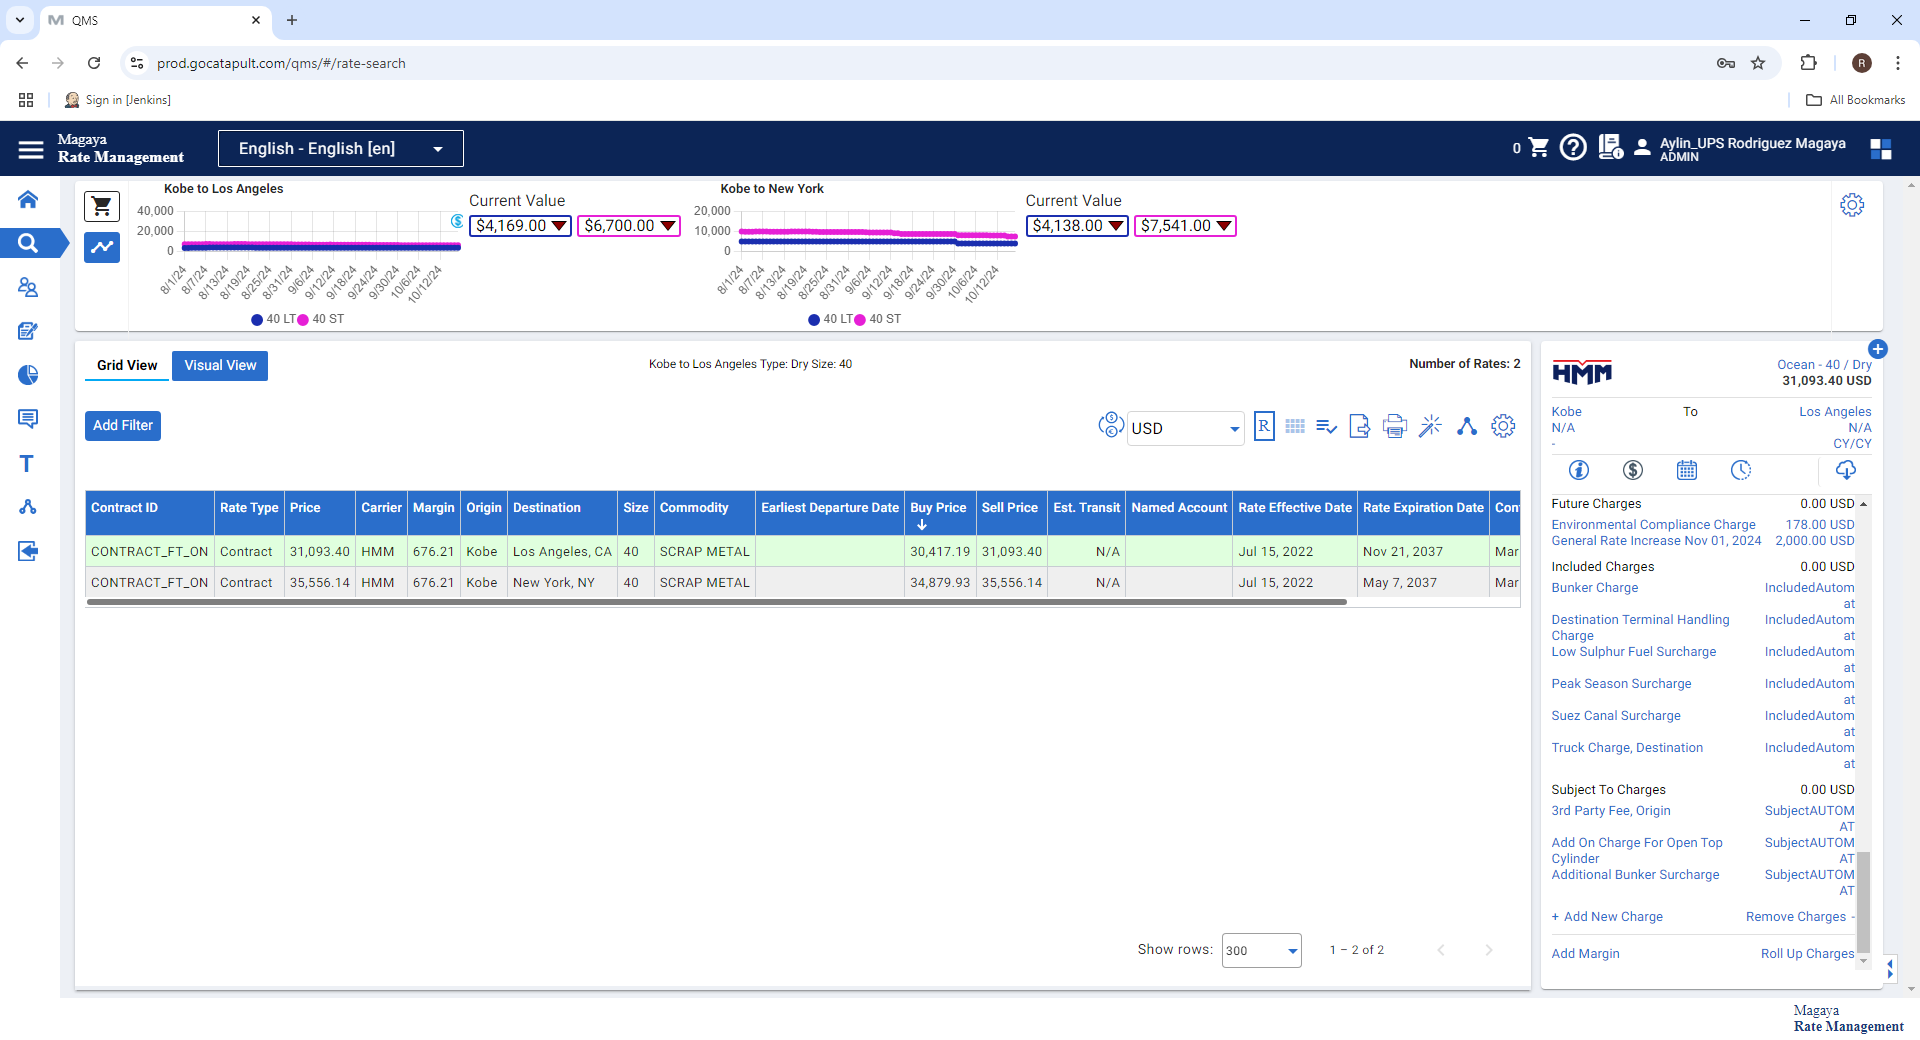 QMS
prod.gocatapult.com/qms/#/rate-search
R
Sign in [Jenkins]
All Bookmarks
Magaya
Rate Management
English - English [en]
0
Aylin_UPS Rodriguez Magaya
ADMIN
Kobe to Los Angeles
40,000
20,000
0
8/1/24 8/7/24 8/13/24 8/19/24 8/25/24 8/31/24 9/6/24 9/12/24 9/18/24 9/24/24 9/30/24 10/6/24 10/12/24
40 LT 40 ST
Current Value
$4,169.00 $6,700.00
Kobe to New York
20,000
10,000
0
8/1/24 8/7/24 8/13/24 8/19/24 8/25/24 8/31/24 9/6/24 9/12/24 9/18/24 9/24/24 9/30/24 10/6/24 10/12/24
40 LT 40 ST
Current Value
$4,138.00 $7,541.00
Grid View Visual View
Kobe to Los Angeles Type: Dry Size: 40
Number of Rates: 2
Add Filter
USD
R
Contract ID Rate Type Price Carrier Margin Origin Destination Size Commodity Earliest Departure Date Buy Price Sell Price Est. Transit Named Account Rate Effective Date Rate Expiration Date Con
CONTRACT_FT_ON Contract 31,093.40 HMM 676.21 Kobe Los Angeles, CA 40 SCRAP METAL 30,417.19 31,093.40 N/A Jul 15, 2022 Nov 21, 2037 Mar
CONTRACT_FT_ON Contract 35,556.14 HMM 676.21 Kobe New York, NY 40 SCRAP METAL 34,879.93 35,556.14 N/A Jul 15, 2022 May 7, 2037 Mar
Show rows: 300 1 – 2 of 2
HMM
Ocean - 40 / Dry
31,093.40 USD
Kobe To Los Angeles
N/A N/A
- CY/CY
Future Charges 0.00 USD
Environmental Compliance Charge 178.00 USD
General Rate Increase Nov 01, 2024 2,000.00 USD
Included Charges 0.00 USD
Bunker Charge IncludedAutom
at
Destination Terminal Handling IncludedAutom
Charge at
Low Sulphur Fuel Surcharge IncludedAutom
at
Peak Season Surcharge IncludedAutom
at
Suez Canal Surcharge IncludedAutom
at
Truck Charge, Destination IncludedAutom
at
Subject To Charges 0.00 USD
3rd Party Fee, Origin SubjectAUTOM
AT
Add On Charge For Open Top SubjectAUTOM
Cylinder AT
Additional Bunker Surcharge SubjectAUTOM
AT
+ Add New Charge Remove Charges -
Add Margin Roll Up Charges
Magaya
Rate Management